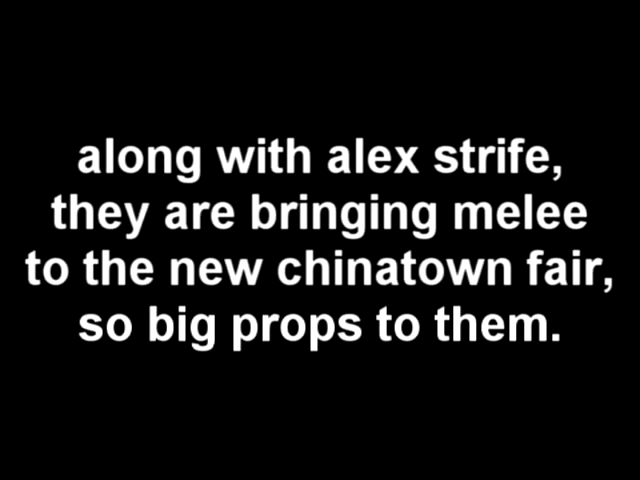 along with alex strife,
they are bringing melee
to the new chinatown fair,
so big props to them.